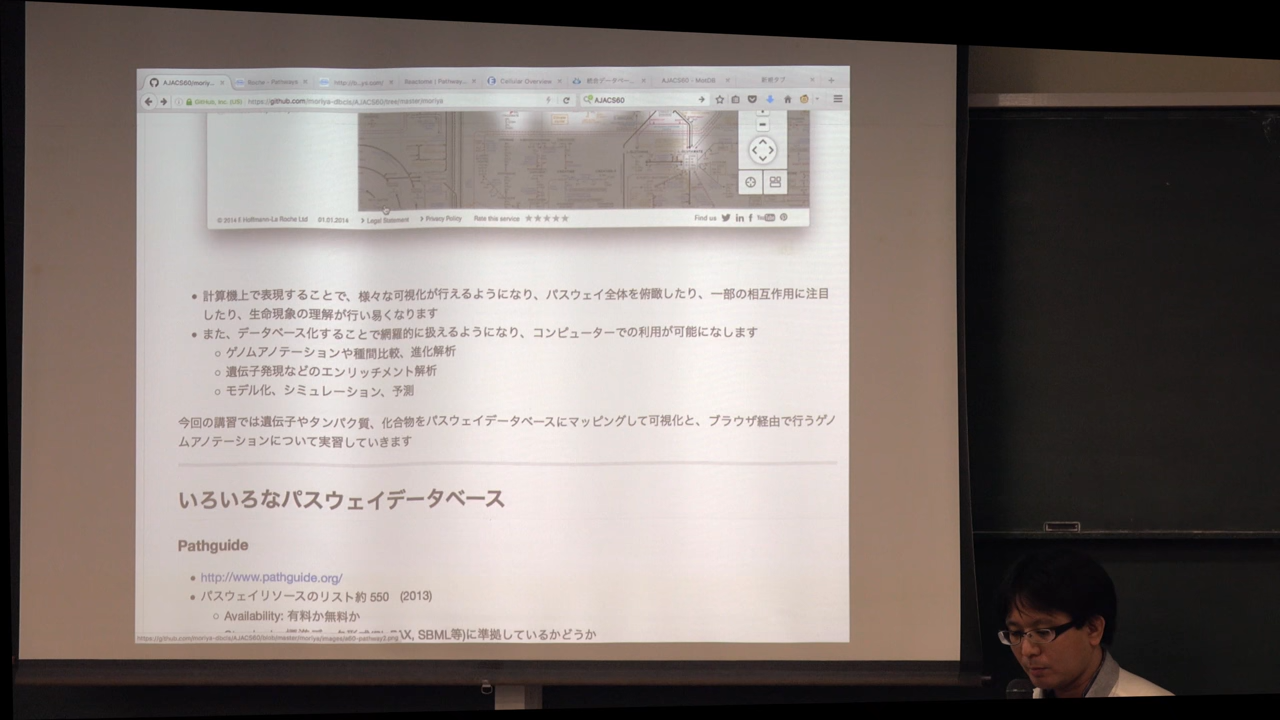 AJACS60/moriy...
Roche - Pathways
Reactome | Pathway...
Cellular Overview
統合データベー...
AJACS60 - MotDB
新規タブ
GitHub, Inc. (US)
https://github.com/moriya-dbcls/AJACS60/tree/master/moriya
AJACS60
© 2014 F. Hoffmann-La Roche Ltd 01.01.2014 Legal Statement Privacy Policy Rate this service
Find us
You Tube
計算機上で表現することで、様々な可視化が行えるようになり、パスウェイ全体を俯瞰したり、一部の相互作用に注目
したり、生命現象の理解が行い易くなります
また、データベース化することで網羅的に扱えるようになり、コンピューターでの利用が可能になします
ゲノムアノテーションや種間比較、進化解析
遺伝子発現などのエンリッチメント解析
モデル化、シミュレーション、予測
今回の講習では遺伝子やタンパク質、化合物をパスウェイデータベースにマッピングして可視化と、ブラウザ経由で行うゲノ
ムアノテーションについて実習していきます
いろいろなパスウェイデータベース
Pathguide
http://www.pathguide.org/
パスウェイリソースのリスト約 550 (2013)
Availability: 有料か無料か
AX, SBML等)に準拠しているかどうか